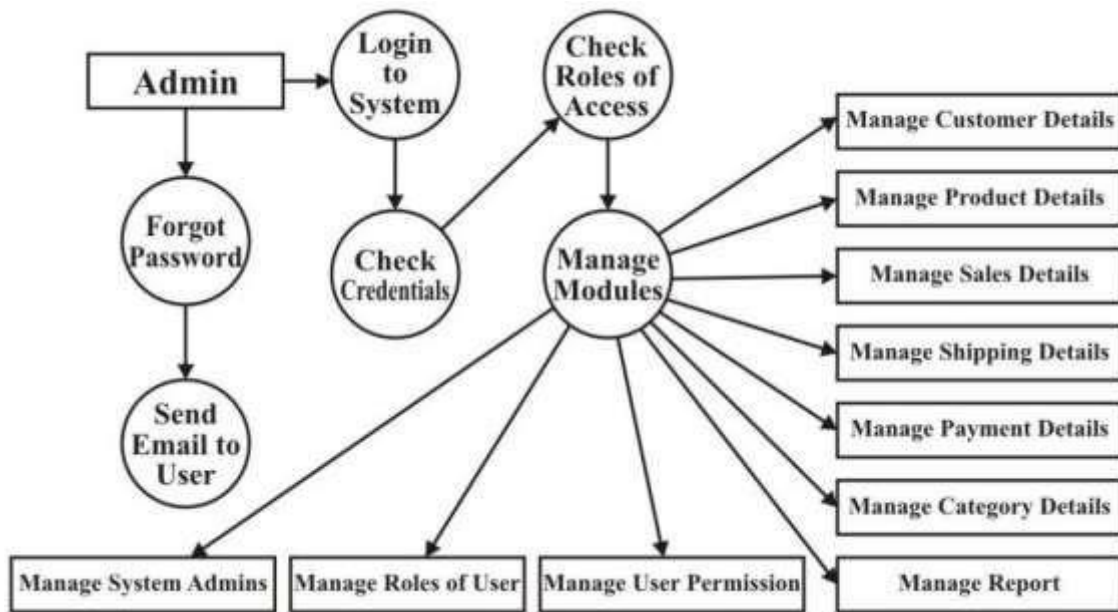 Admin
Login
to
System
Check
Roles of
Access
Forgot
Password
Check
Credentials
Manage
Modules
Send
Email to
User
Manage Customer Details
Manage Product Details
Manage Sales Details
Manage Shipping Details
Manage Payment Details
Manage Category Details
Manage System Admins
Manage Roles of User
Manage User Permission
Manage Report